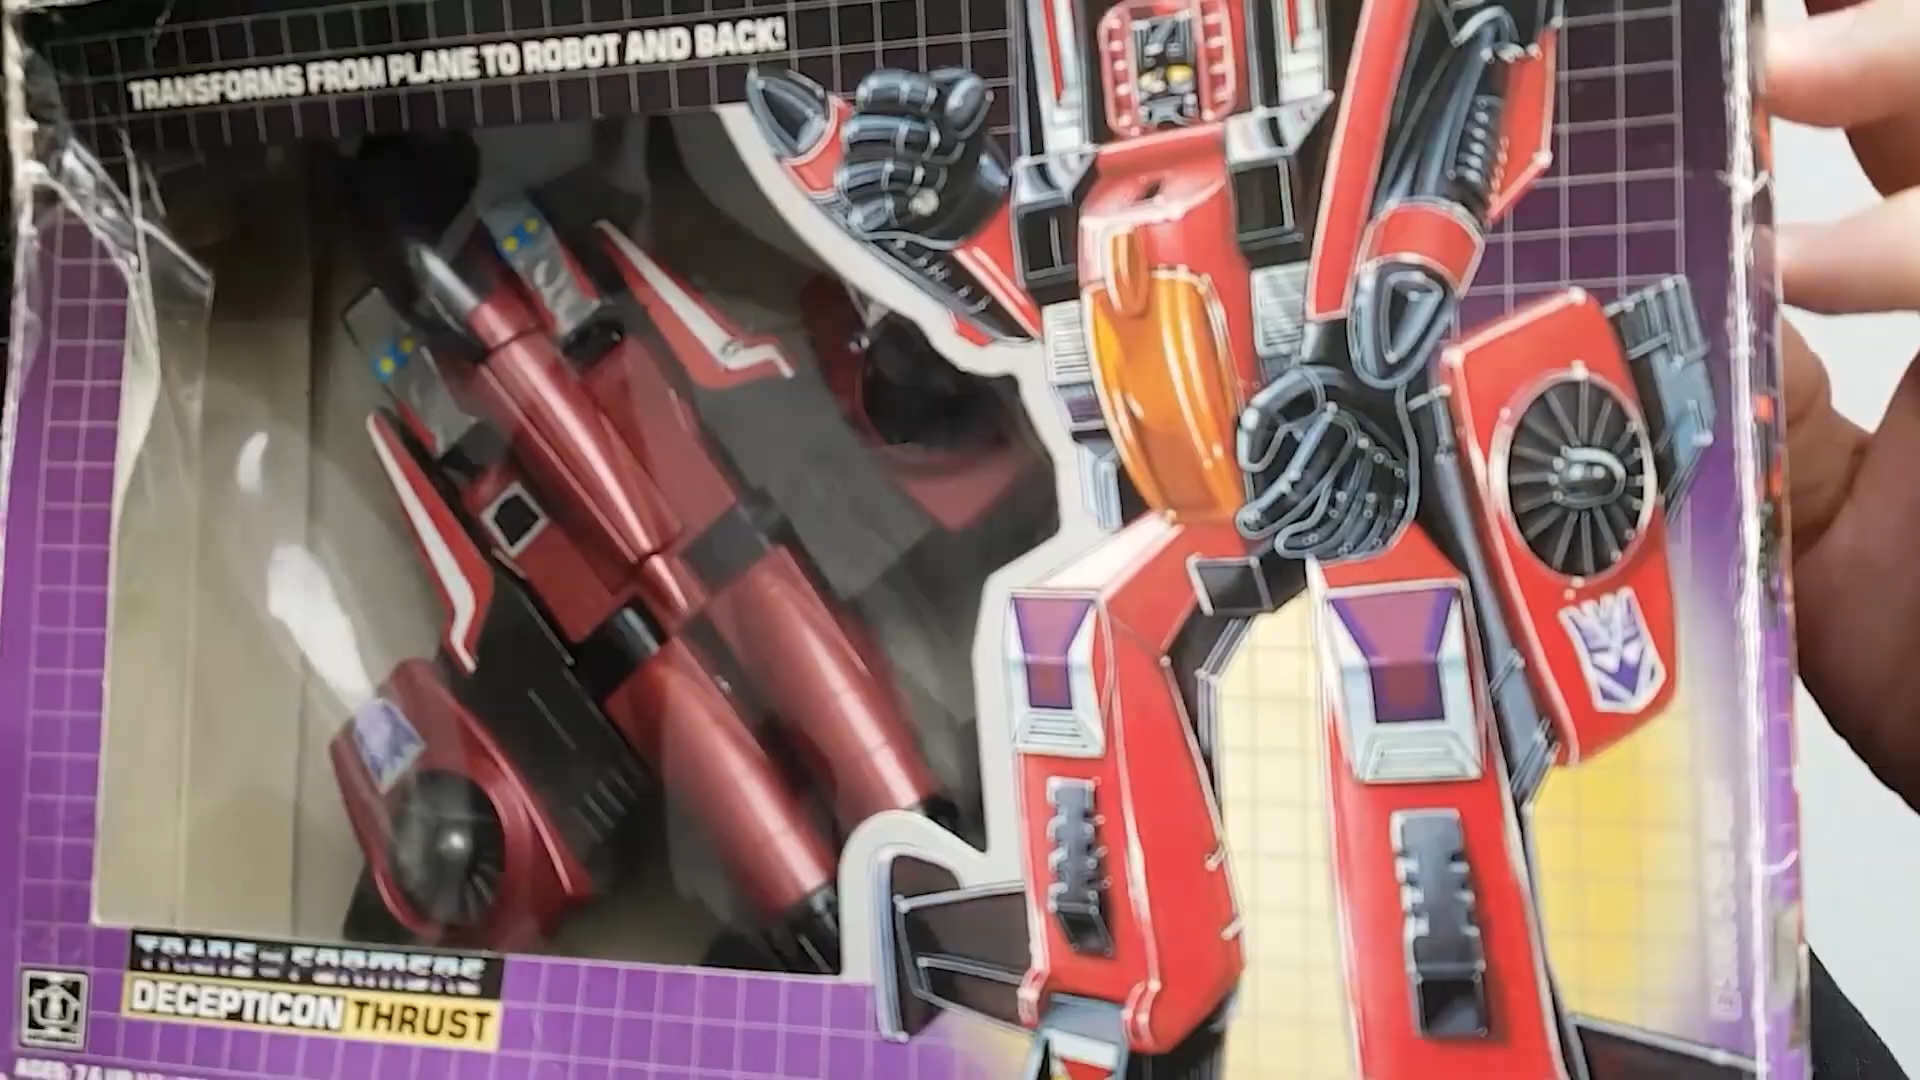 TRANSFORMS FROM PLANE TO ROBOT AND BACK!
TRANSFORMERS
DECEPTICON THRUST